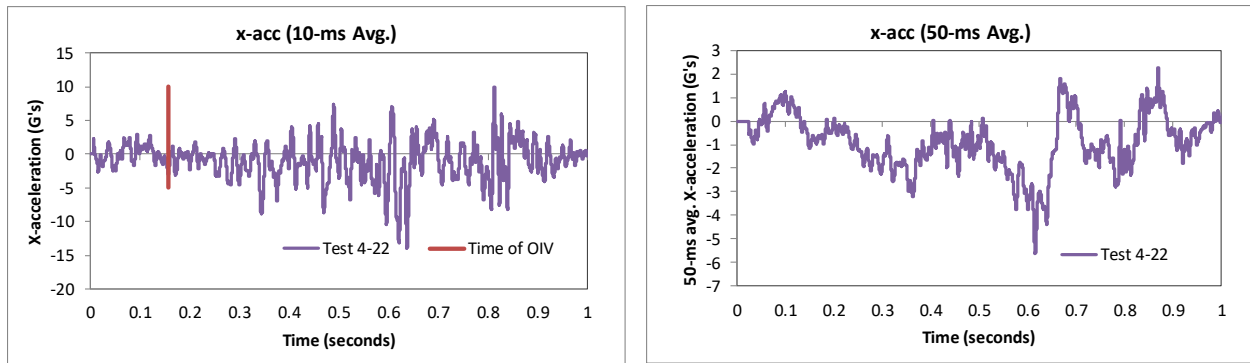 x-acc (10-ms Avg.)
X-acceleration (G's)
15
10
5
0
-5
-10
-15
-20
Test 4-22
Time of OIV
0 0.1 0.2 0.3 0.4 0.5 0.6 0.7 0.8 0.9 1
Time (seconds)
x-acc (50-ms Avg.)
50-ms avg. X-acceleration (G's)
3
2
1
0
-1
-2
-3
-4
-5
-6
-7
Test 4-22
0 0.1 0.2 0.3 0.4 0.5 0.6 0.7 0.8 0.9 1
Time (seconds)